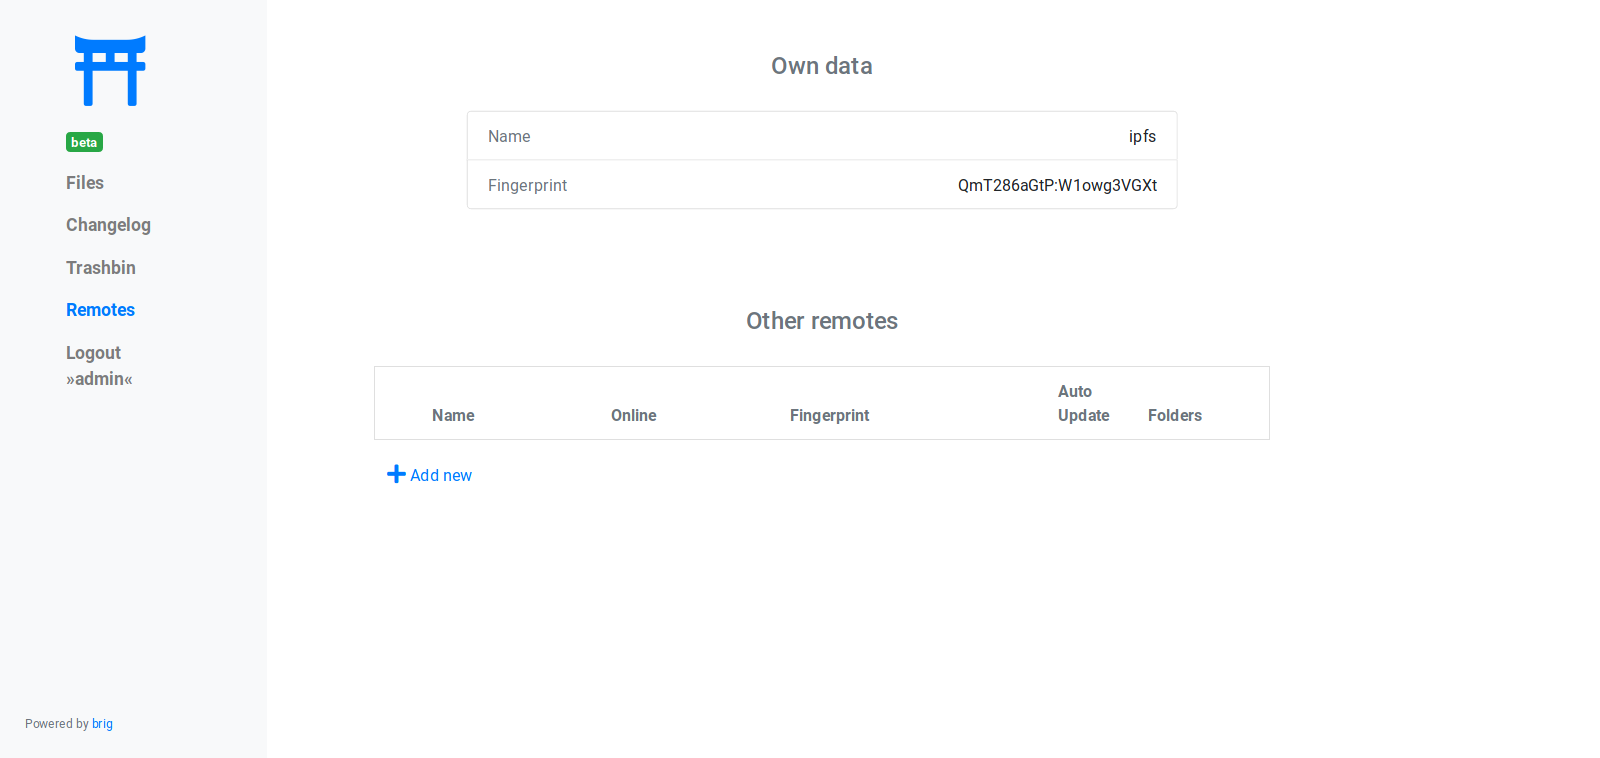 beta
Files
Changelog
Trashbin
Remotes
Logout
»admin«
Powered by brig
Own data
Name ipfs
Fingerprint QmT286aGtP:W1owg3VGXt
Other remotes
Name Online Fingerprint Auto Update Folders
Add new